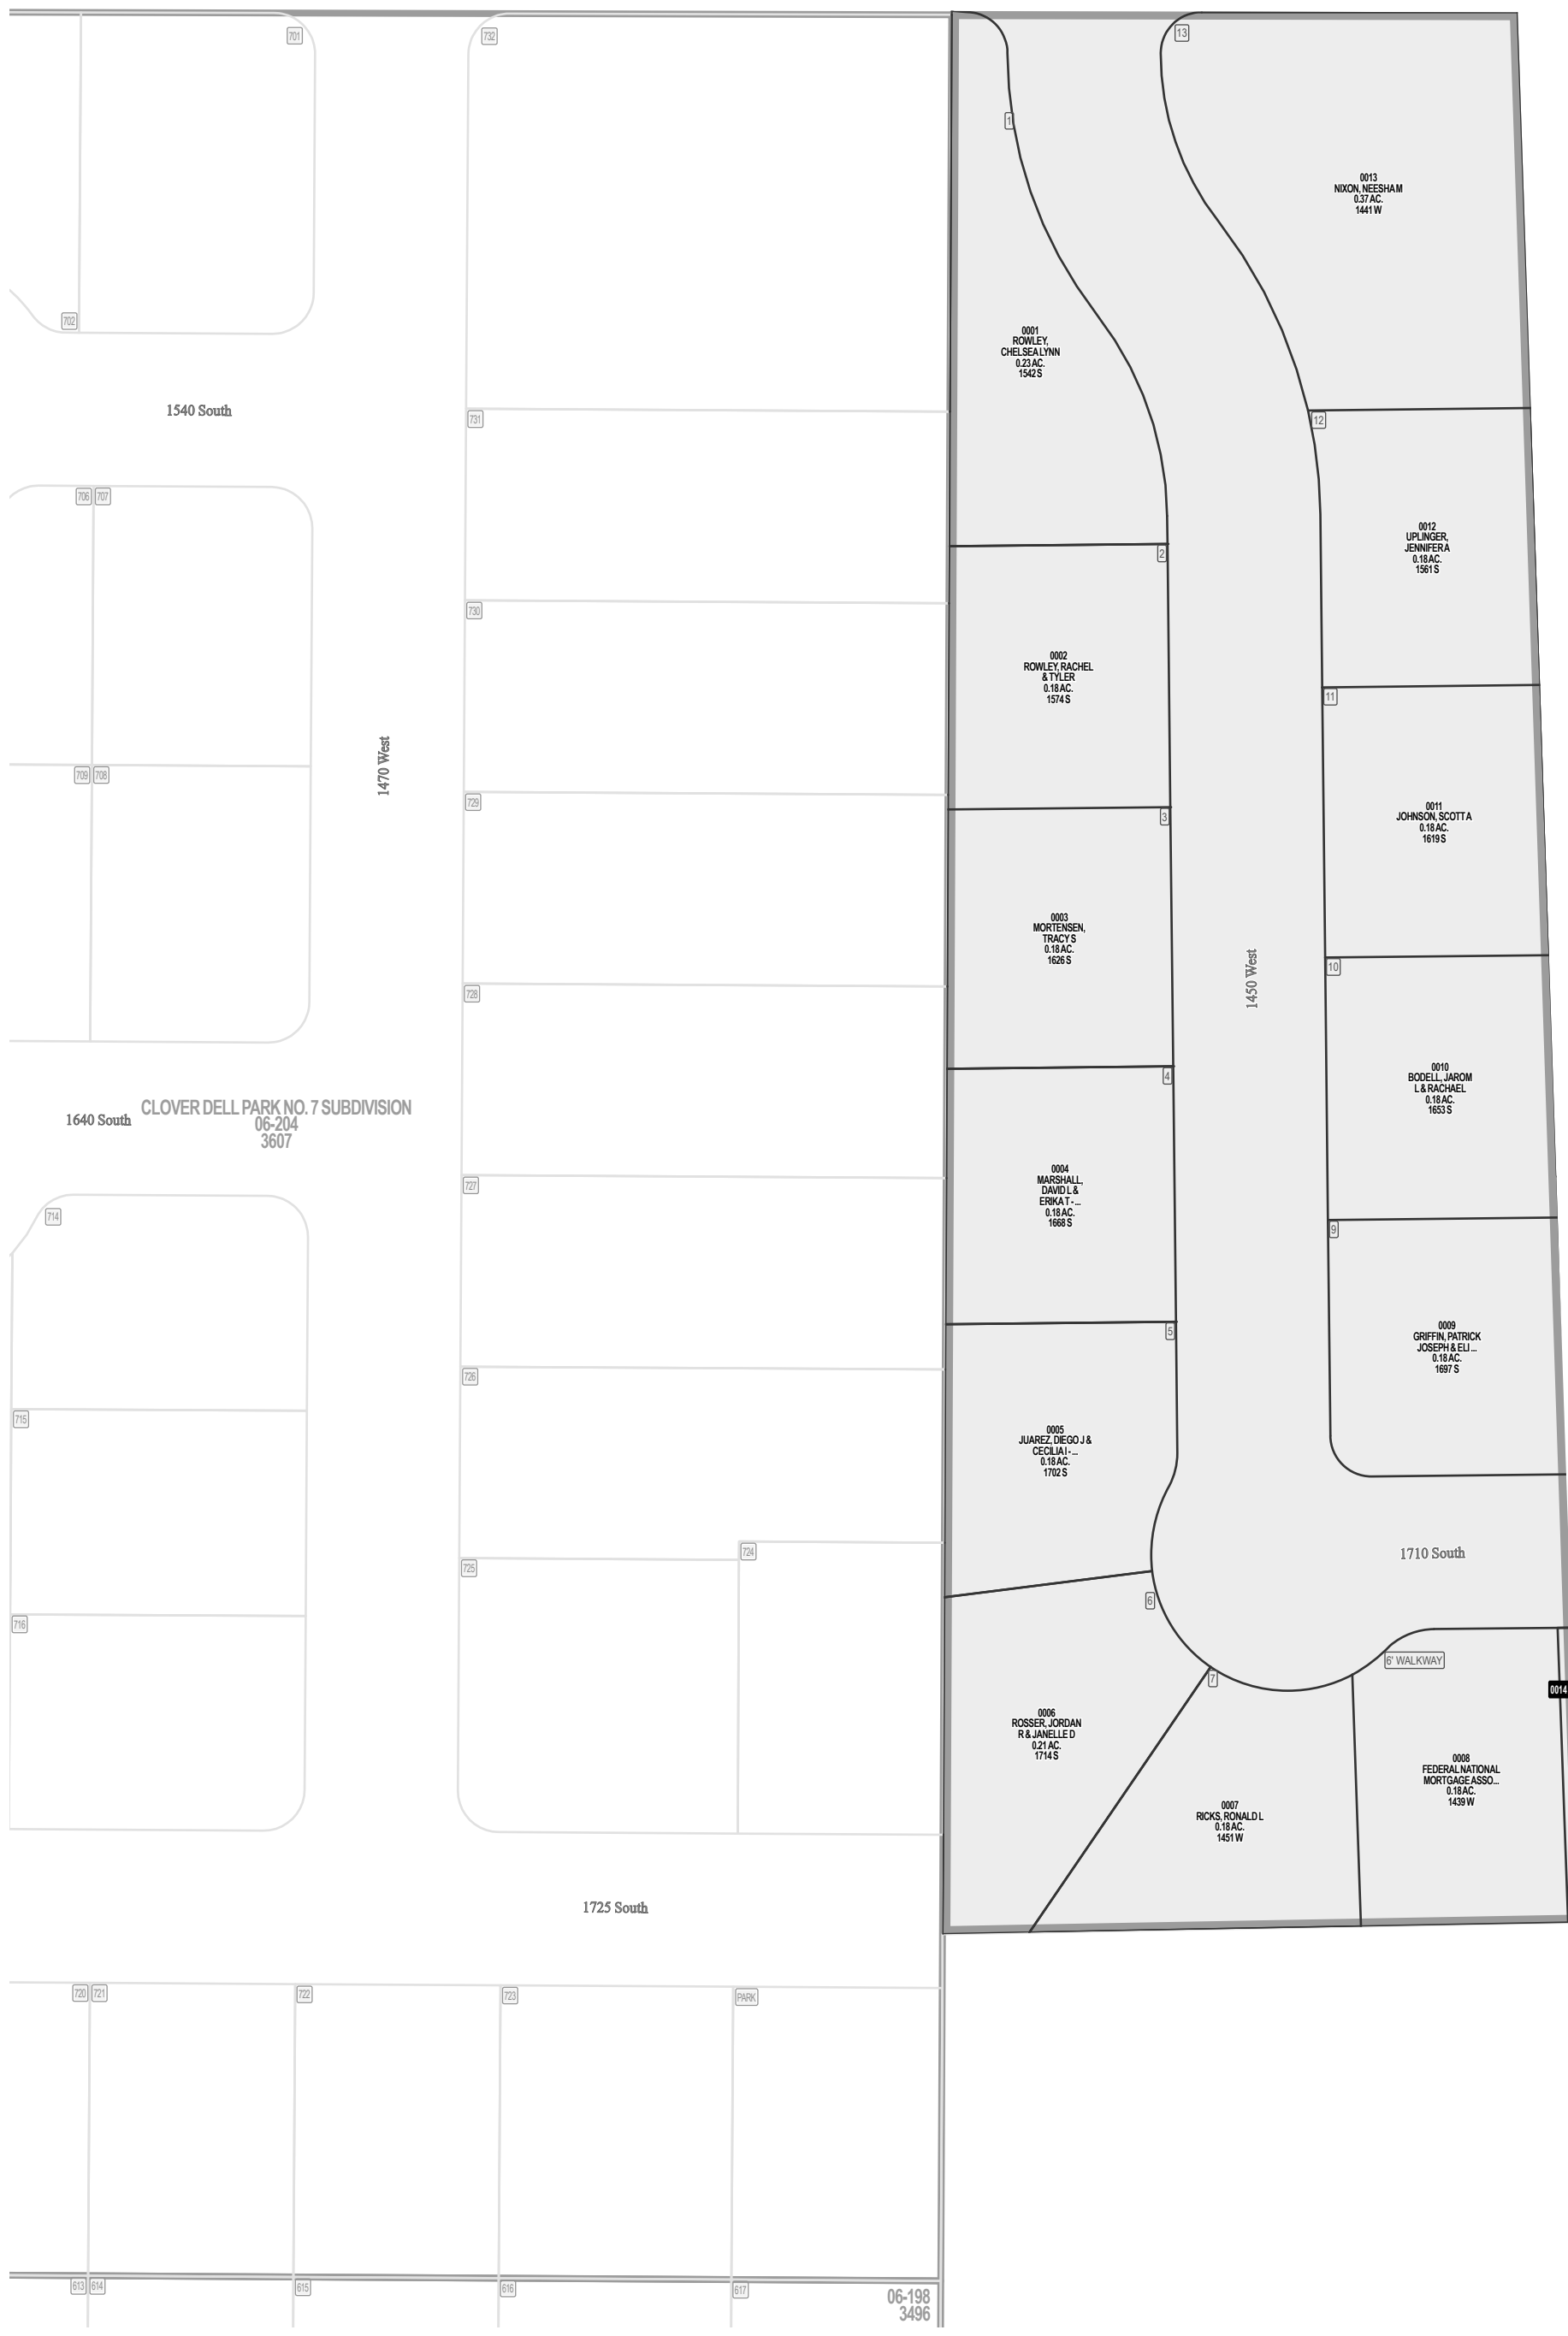 701
732
13
1
0013
NIXON, NEESHA M
0.37 AC.
1441 W
702
0001
ROWLEY,
CHELSEA LYNN
0.23 AC.
1542 S
1540 South
731
12
706
707
0012
UPLINGER,
JENNIFER A
0.18 AC.
1561 S
2
730
0002
ROWLEY, RACHEL
& TYLER
0.18 AC.
1574 S
11
1470 West
709
708
729
3
0011
JOHNSON, SCOTT A
0.18 AC.
1619 S
0003
MORTENSEN,
TRACY S
0.18 AC.
1626 S
1450 West
10
728
4
0010
BODELL, JAROM
L & RACHAEL
0.18 AC.
1653 S
1640 South
CLOVER DELL PARK NO. 7 SUBDIVISION
06-204
3607
727
0004
MARSHALL,
DAVID L &
ERIKA T - ...
0.18 AC.
1668 S
714
9
5
0009
GRIFFIN, PATRICK
JOSEPH & ELI ...
0.18 AC.
1697 S
726
715
0005
JUAREZ, DIEGO J &
CECILIA I - ...
0.18 AC.
1702 S
724
1710 South
725
6
716
6' WALKWAY
7
0014
0006
ROSSER, JORDAN
R & JANELLE D
0.21 AC.
1714 S
0008
FEDERAL NATIONAL
MORTGAGE ASSO...
0.18 AC.
1439 W
0007
RICKS, RONALD L
0.18 AC.
1451 W
1725 South
720
721
722
723
PARK
613
614
615
616
617
06-198
3496